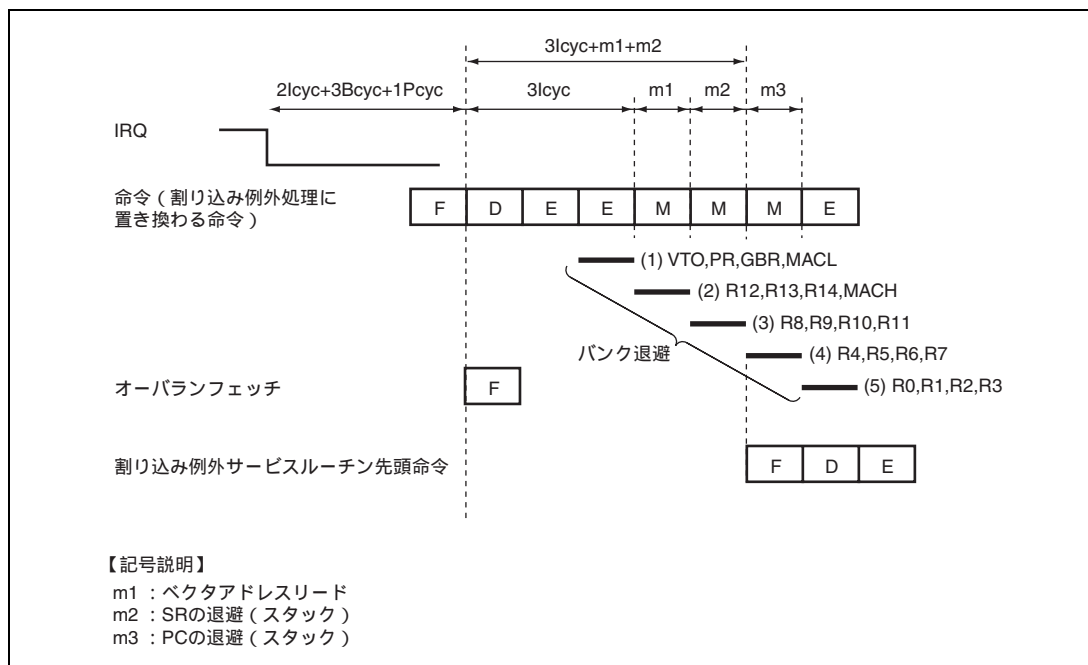 3Icyc+m1+m2
2Icyc+3Bcyc+1Pcyc
3Icyc
m1
m2
m3
IRQ
命令（割り込み例外処理に
置き換わる命令）
F D E E M M M E
(1) VTO,PR,GBR,MACL
(2) R12,R13,R14,MACH
(3) R8,R9,R10,R11
バンク退避
(4) R4,R5,R6,R7
オーバランフェッチ
F
(5) R0,R1,R2,R3
割り込み例外サービスルーチン先頭命令
F D E
【記号説明】
m1 : ベクタアドレスリード
m2 : SRの退避（スタック）
m3 : PCの退避（スタック）